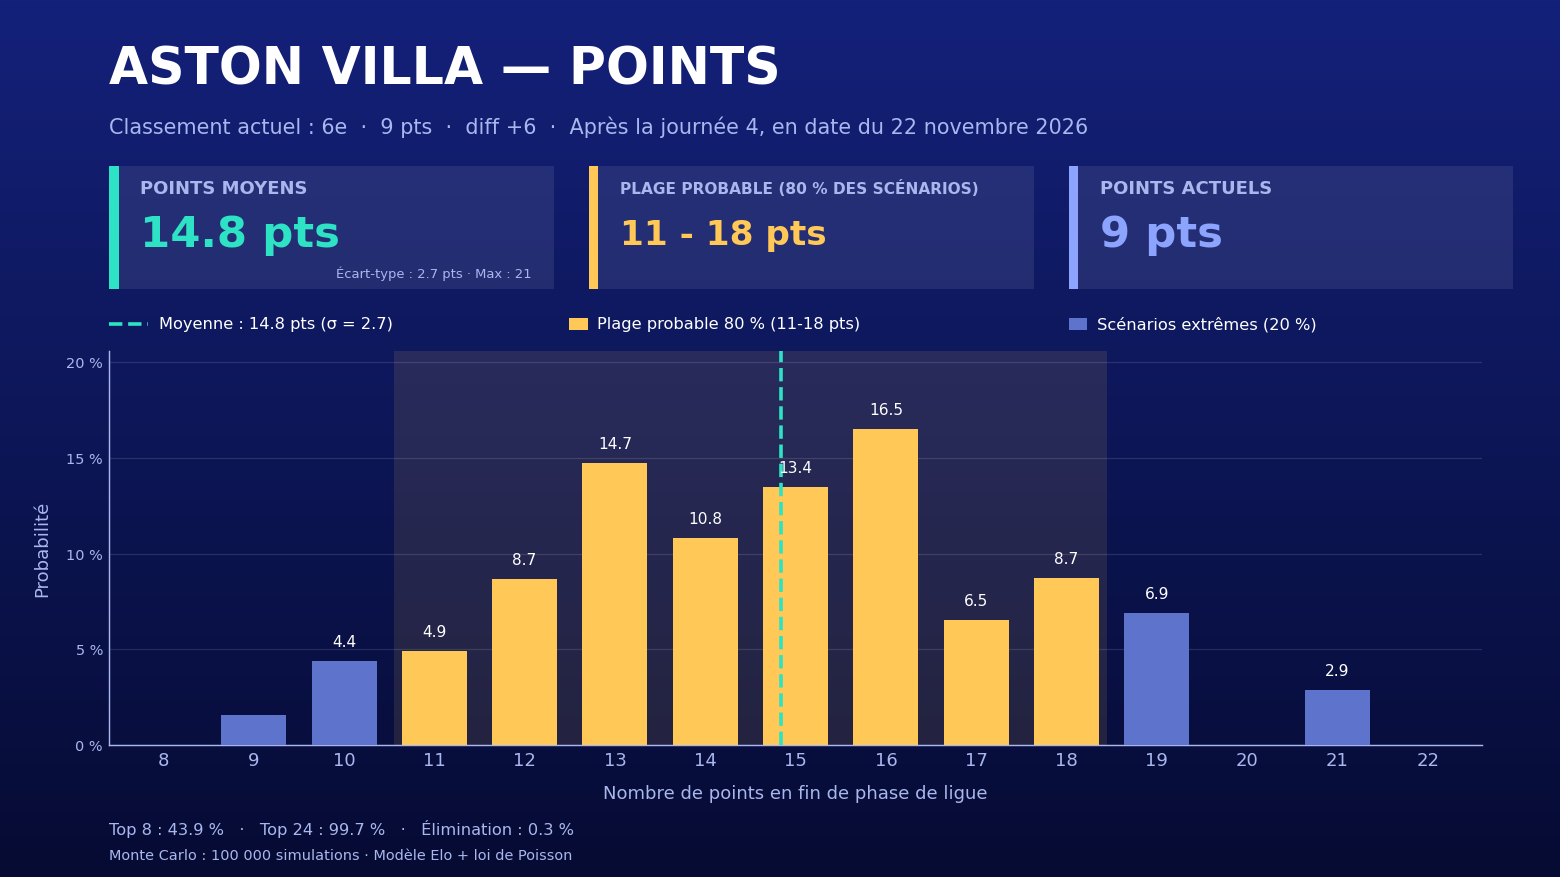 ASTON VILLA — POINTS
Classement actuel : 6e · 9 pts · diff +6 · Après la journée 4, en date du 22 novembre 2026
POINTS MOYENS
14.8 pts
Écart-type : 2.7 pts · Max : 21
PLAGE PROBABLE (80 % DES SCÉNARIOS)
11 - 18 pts
POINTS ACTUELS
9 pts
Moyenne : 14.8 pts (σ = 2.7)
Plage probable 80 % (11-18 pts)
Scénarios extrêmes (20 %)
Probabilité
20 %
15 %
10 %
5 %
0 %
4.4
4.9
8.7
14.7
10.8
13.4
16.5
6.5
8.7
6.9
2.9
8 9 10 11 12 13 14 15 16 17 18 19 20 21 22
Nombre de points en fin de phase de ligue
Top 8 : 43.9 % · Top 24 : 99.7 % · Élimination : 0.3 %
Monte Carlo : 100 000 simulations · Modèle Elo + loi de Poisson